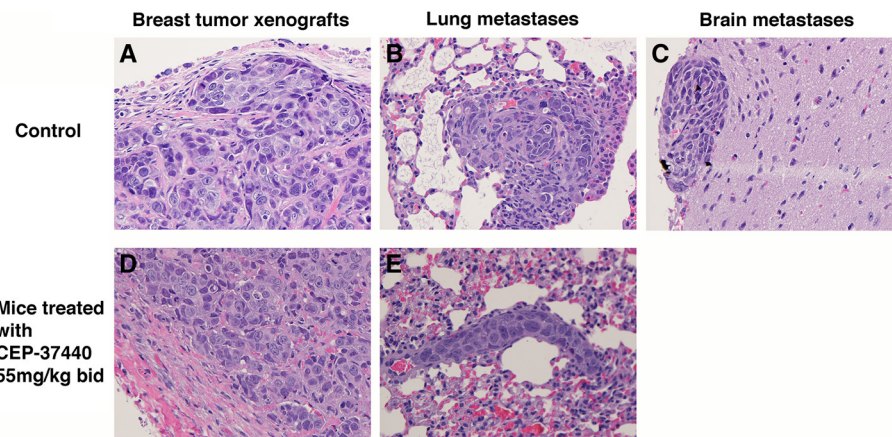 Breast tumor xenografts
Lung metastases
Brain metastases
Control
A
B
C
Mice treated
with
CEP-37440
55mg/kg bid
D
E